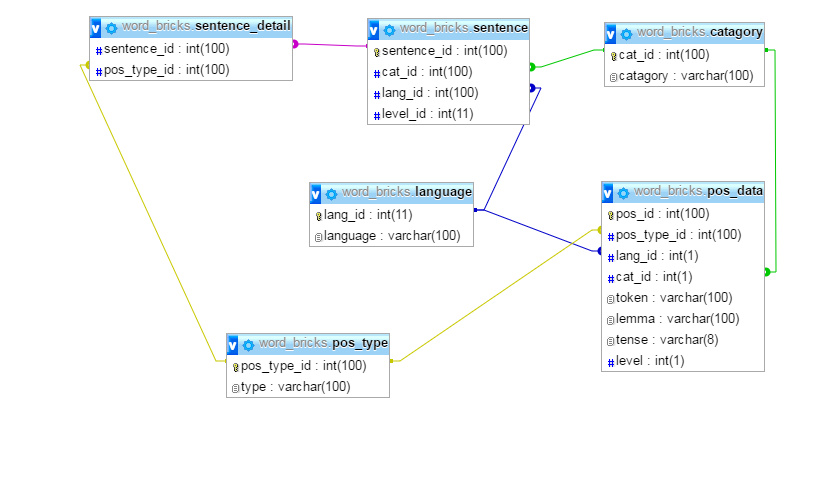 v word_bricks.sentence_detail
#sentence_id : int(100)
#pos_type_id : int(100)
v word_bricks.sentence
sentence_id : int(100)
#cat_id : int(100)
#lang_id : int(100)
#level_id : int(11)
v word_bricks.catagory
cat_id : int(100)
catagory : varchar(100)
v word_bricks.language
lang_id : int(11)
language : varchar(100)
v word_bricks.pos_data
pos_id : int(100)
#pos_type_id : int(100)
#lang_id : int(1)
#cat_id : int(1)
token : varchar(100)
lemma : varchar(100)
tense : varchar(8)
#level : int(1)
v word_bricks.pos_type
pos_type_id : int(100)
type : varchar(100)